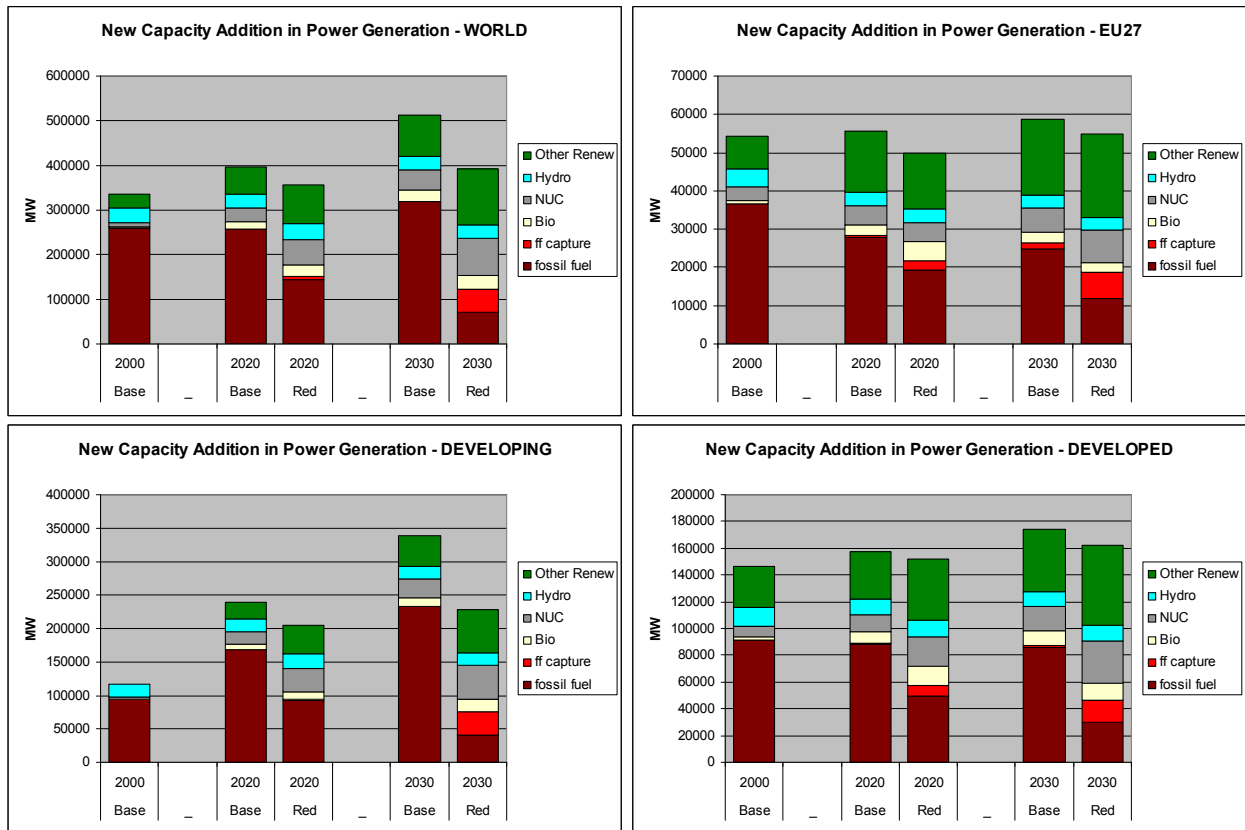 New Capacity Addition in Power Generation - WORLD
600000
500000
400000
300000
200000
100000
0
MW
2000 2020 2020 2030 2030
Base _ Base Red _ Base Red
Other Renew
Hydro
NUC
Bio
ff capture
fossil fuel
New Capacity Addition in Power Generation - EU27
70000
60000
50000
40000
30000
20000
10000
0
MW
2000 2020 2020 2030 2030
Base _ Base Red _ Base Red
Other Renew
Hydro
NUC
Bio
ff capture
fossil fuel
New Capacity Addition in Power Generation - DEVELOPING
400000
350000
300000
250000
200000
150000
100000
50000
0
MW
2000 2020 2020 2030 2030
Base _ Base Red _ Base Red
Other Renew
Hydro
NUC
Bio
ff capture
fossil fuel
New Capacity Addition in Power Generation - DEVELOPED
200000
180000
160000
140000
120000
100000
80000
60000
40000
20000
0
MW
2000 2020 2020 2030 2030
Base _ Base Red _ Base Red
Other Renew
Hydro
NUC
Bio
ff capture
fossil fuel